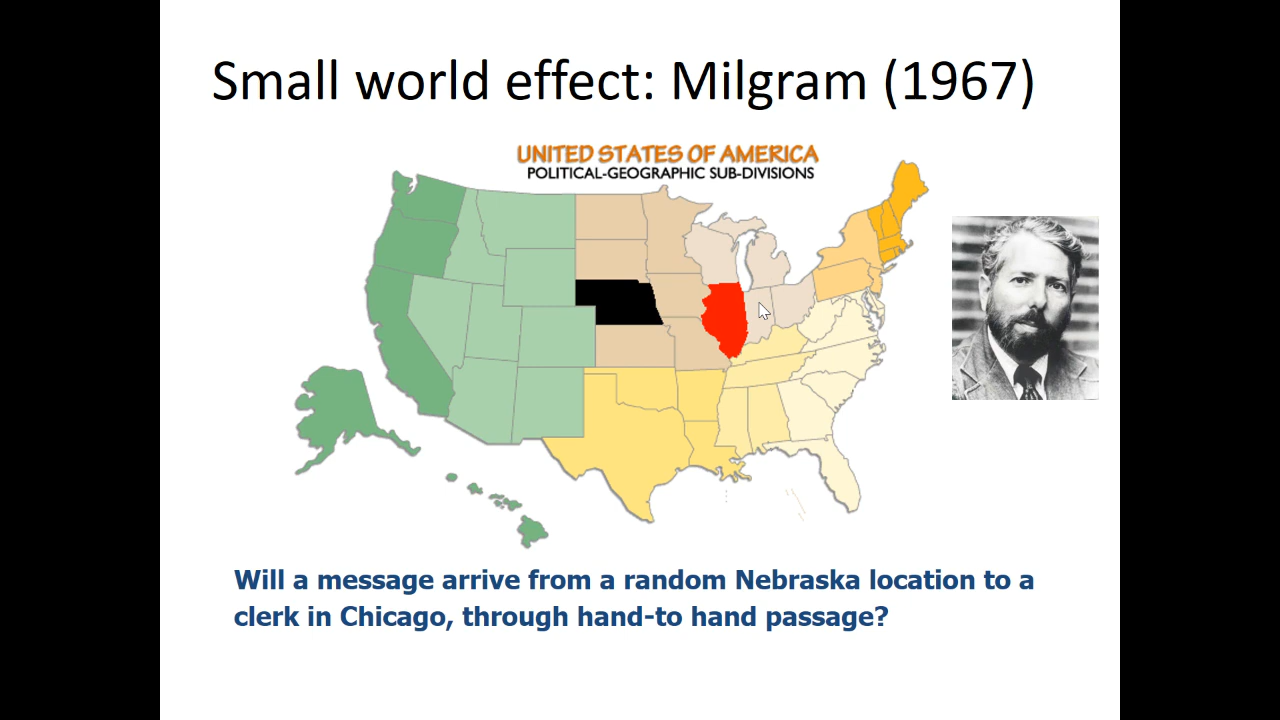 Small world effect: Milgram (1967)
UNITED STATES OF AMERICA
POLITICAL-GEOGRAPHIC SUB-DIVISIONS
Will a message arrive from a random Nebraska location to a
clerk in Chicago, through hand-to hand passage?